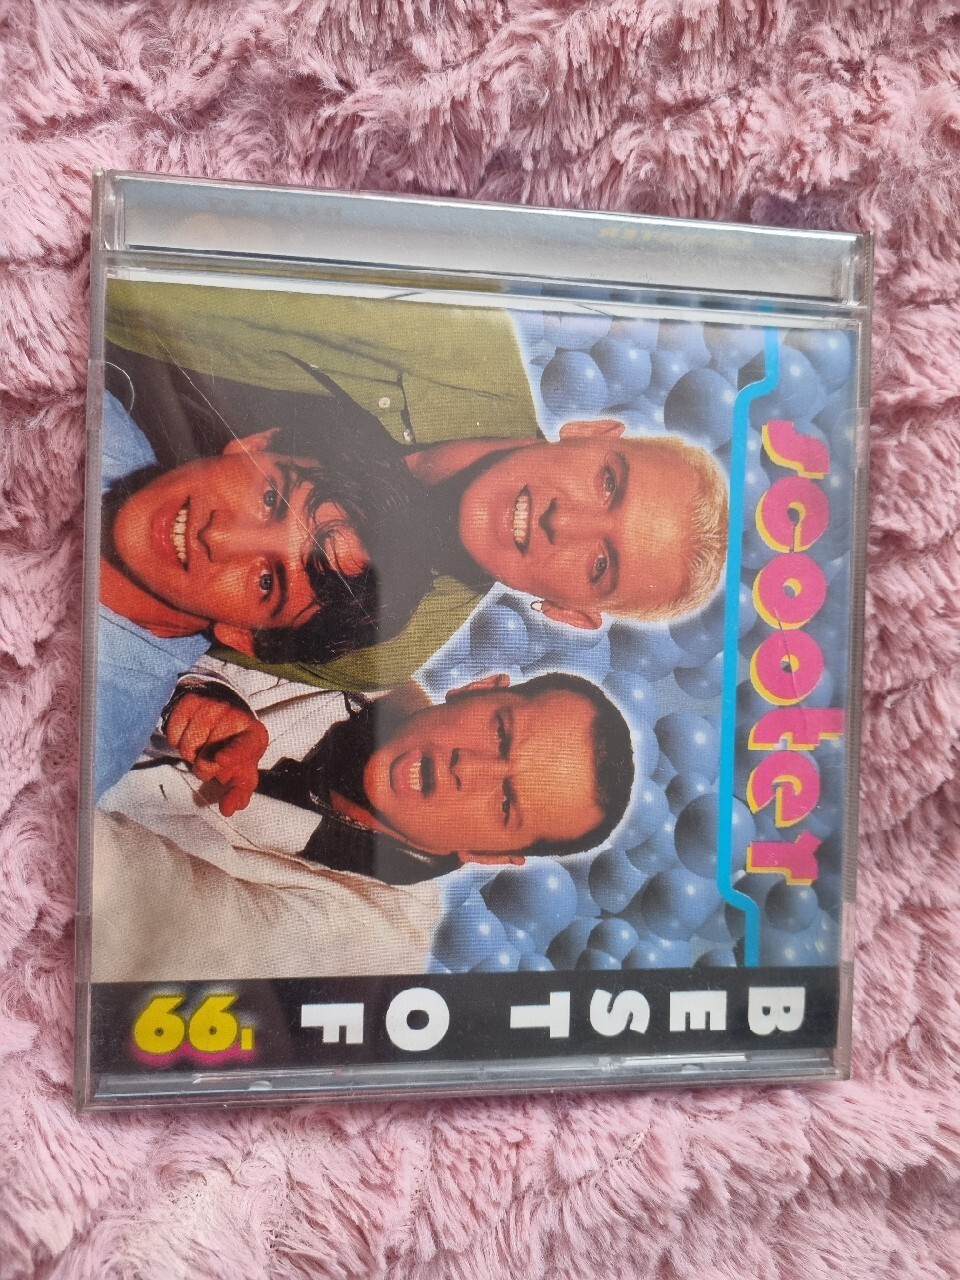 scooter
BEST OF '99